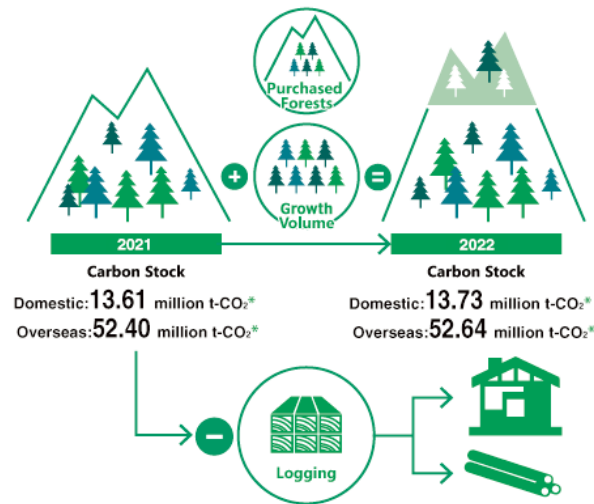 Purchased
Forests
+
Growth
Volume
=
2021
2022
Carbon Stock
Domestic:13.61 million t-CO₂*
Overseas:52.40 million t-CO₂*
Carbon Stock
Domestic:13.73 million t-CO₂*
Overseas:52.64 million t-CO₂*
−
Logging